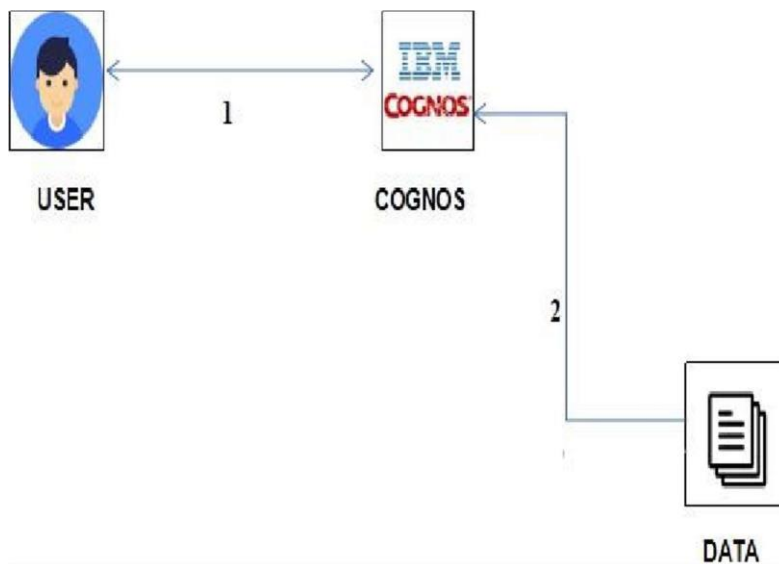 IBM
COGNOS
1
USER
COGNOS
2
DATA